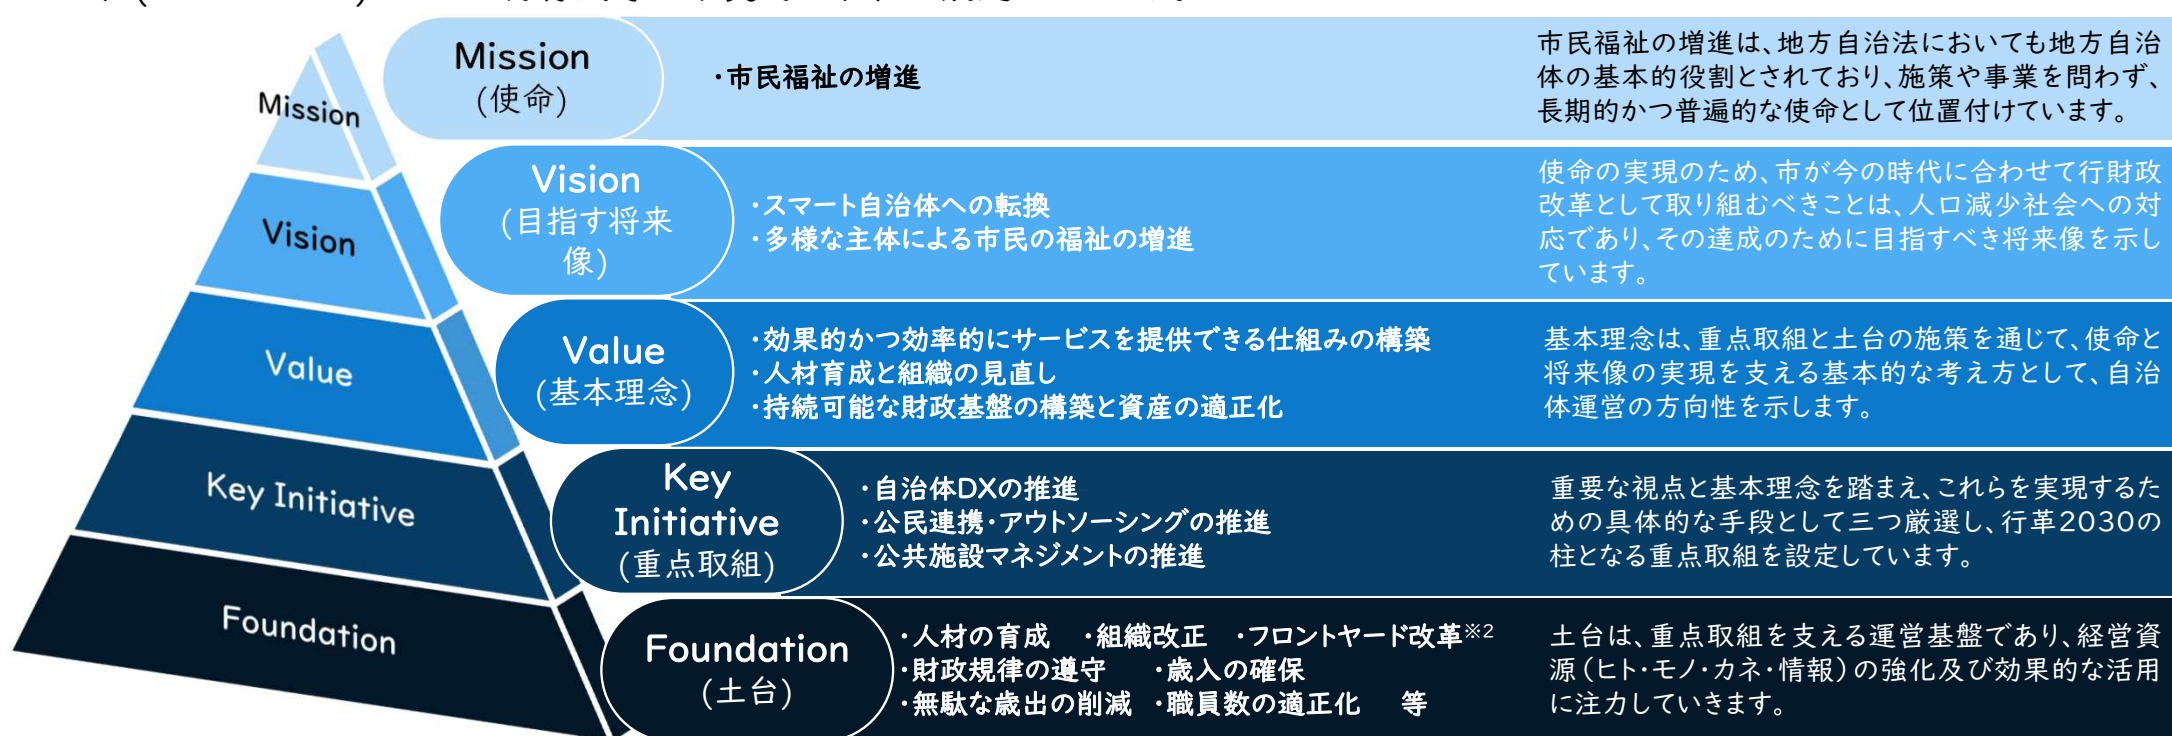 Mission
(使命)
・市民福祉の増進
市民福祉の増進は、地方自治法においても地方自治
体の基本的役割とされており、施策や事業を問わず、
長期的かつ普遍的な使命として位置付けています。
Mission
Vision
(目指す将来
像)
・スマート自治体への転換
・多様な主体による市民の福祉の増進
使命の実現のため、市が今の時代に合わせて行財政
改革として取り組むべきことは、人口減少社会への対
応であり、その達成のために目指すべき将来像を示し
ています。
Vision
Value
(基本理念)
・効果的かつ効率的にサービスを提供できる仕組みの構築
・人材育成と組織の見直し
・持続可能な財政基盤の構築と資産の適正化
基本理念は、重点取組と土台の施策を通じて、使命と
将来像の実現を支える基本的な考え方として、自治
体運営の方向性を示します。
Value
Key
Initiative
(重点取組)
・自治体DXの推進
・公民連携・アウトソーシングの推進
・公共施設マネジメントの推進
重要な視点と基本理念を踏まえ、これらを実現するた
めの具体的な手段として三つ厳選し、行革2030の
柱となる重点取組を設定しています。
Key Initiative
Foundation
(土台)
・人材の育成 ・組織改正 ・フロントヤード改革※2
・財政規律の遵守 ・歳入の確保
・無駄な歳出の削減 ・職員数の適正化 等
土台は、重点取組を支える運営基盤であり、経営資
源(ヒト・モノ・カネ・情報)の強化及び効果的な活用
に注力していきます。
Foundation